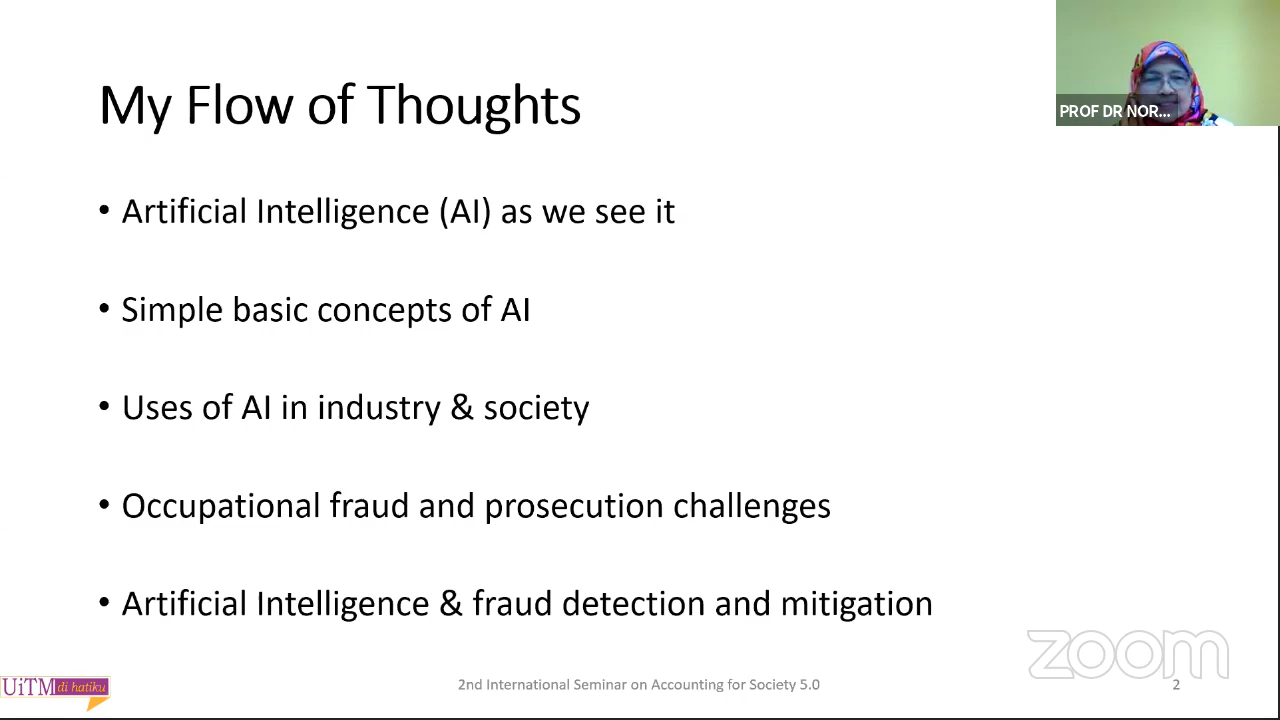 My Flow of Thoughts
PROF DR NOR...
• Artificial Intelligence (AI) as we see it
• Simple basic concepts of AI
• Uses of AI in industry & society
• Occupational fraud and prosecution challenges
• Artificial Intelligence & fraud detection and mitigation
zoom
UiTM di hatiku
2nd International Seminar on Accounting for Society 5.0
2